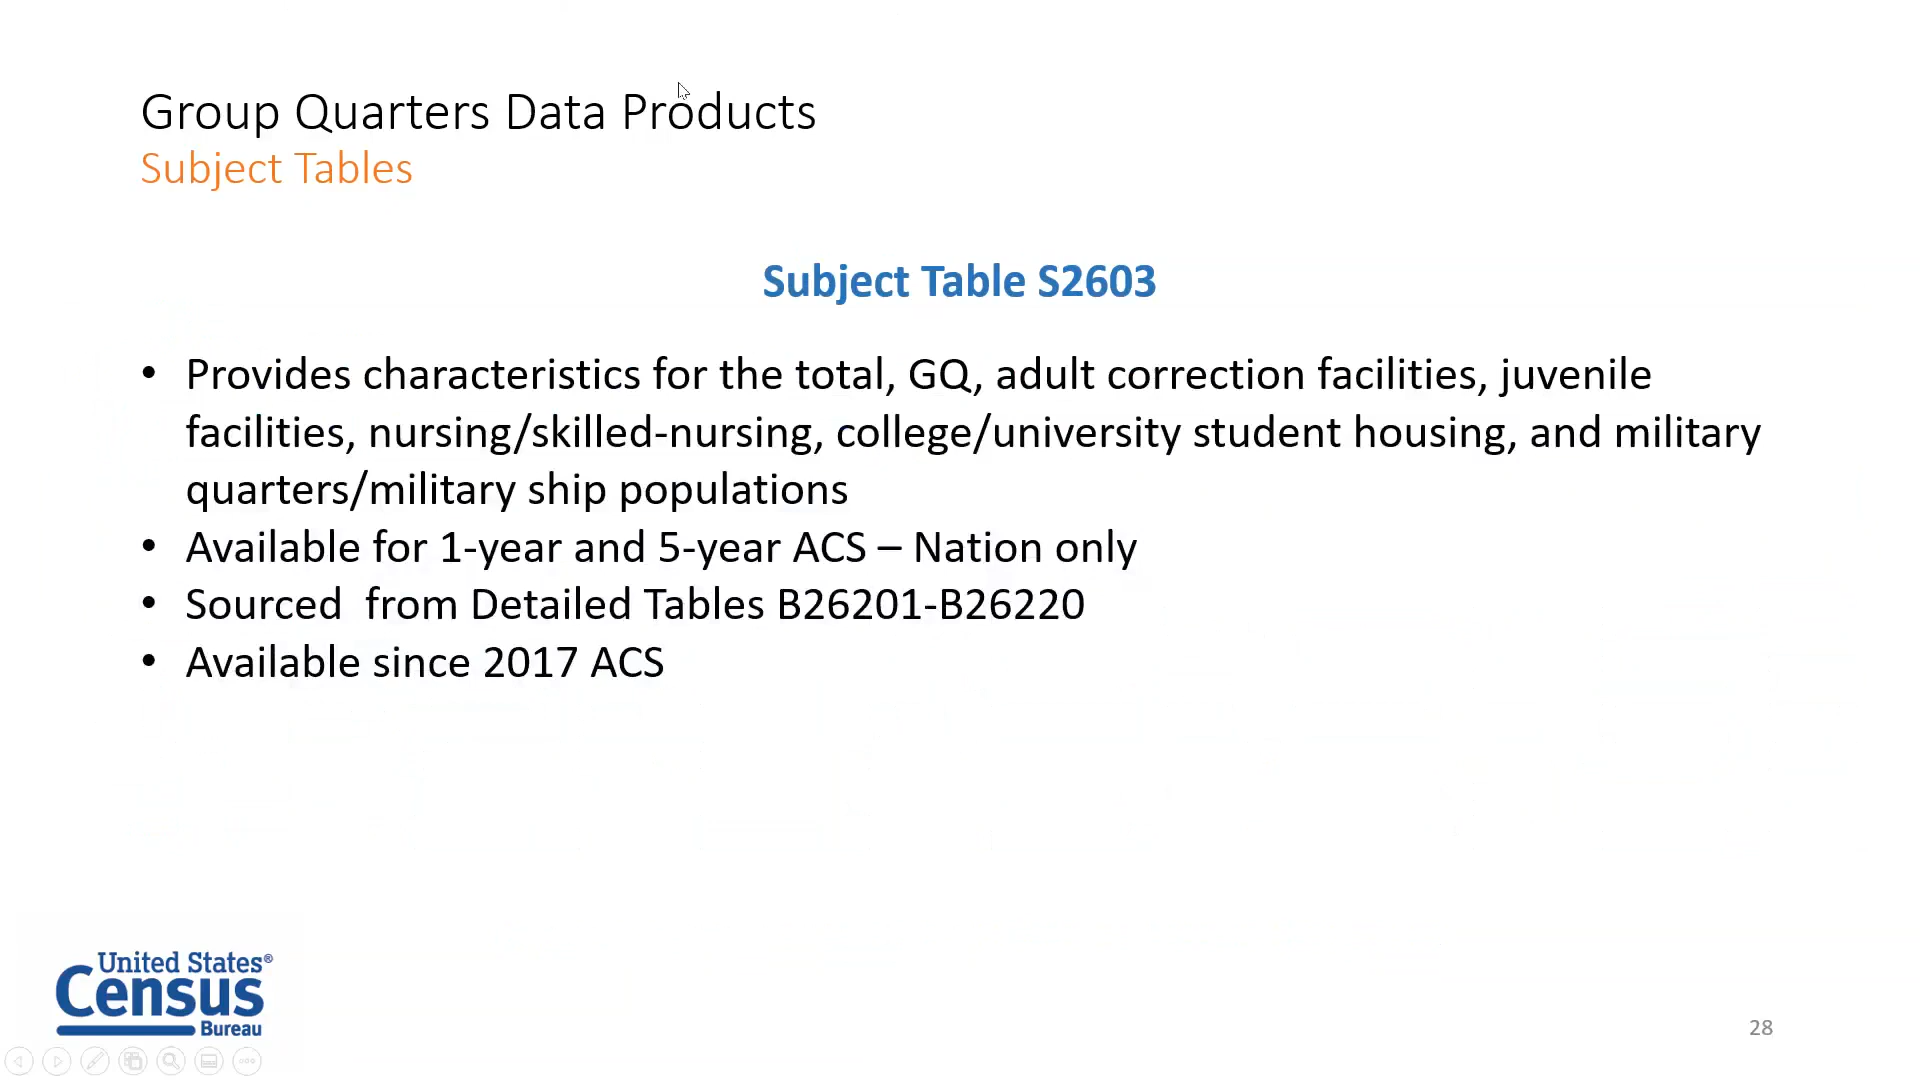 Group Quarters Data Products
Subject Tables
Subject Table S2603
• Provides characteristics for the total, GQ, adult correction facilities, juvenile
facilities, nursing/skilled-nursing, college/university student housing, and military
quarters/military ship populations
• Available for 1-year and 5-year ACS – Nation only
• Sourced  from Detailed Tables B26201-B26220
• Available since 2017 ACS
United States®
Census
Bureau
28